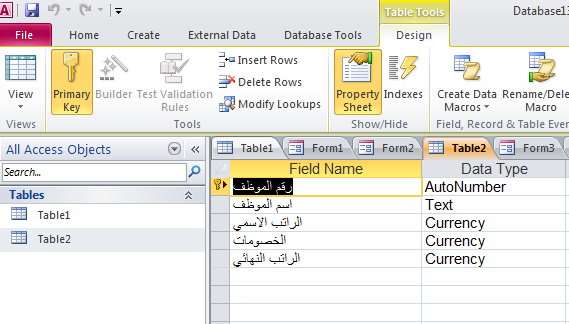 Table Tools
Database13
File Home Create External Data Database Tools Design
View
Primary Key
Builder
Test Validation Rules
Insert Rows
Delete Rows
Modify Lookups
Property Sheet
Indexes
Create Data Macros
Rename/Dele
Macro
Views
Tools
Show/Hide
Field, Record & Table Ever
All Access Objects
Search...
Tables
Table1
Table2
Table1 Form1 Form2 Table2 Form3
Field Name Data Type
رقم الموظف AutoNumber
اسم الموظف Text
الراتب الاسمي Currency
الخصومات Currency
الراتب النهائي Currency